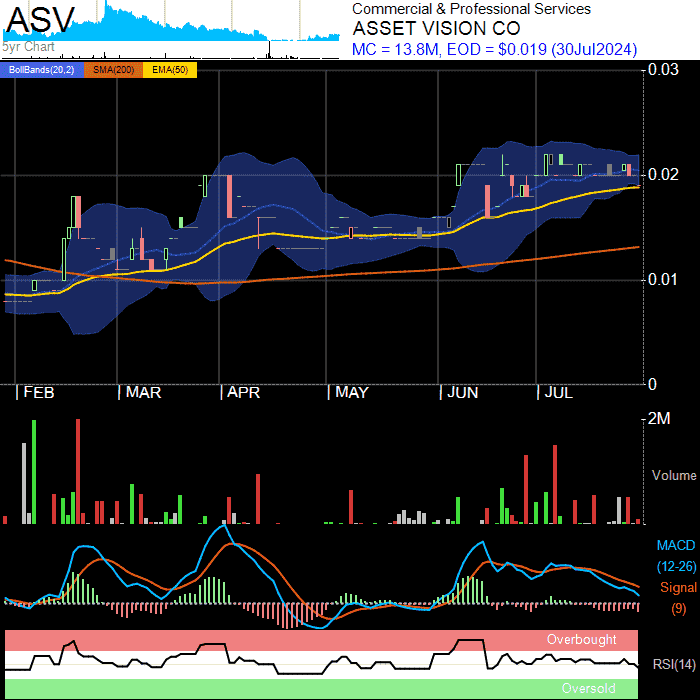 ASV
5yr Chart
Commercial & Professional Services
ASSET VISION CO
MC = 13.8M, EOD = $0.019 (30Jul2024)
BollBands(20,2) SMA(200) EMA(50)
0.03
0.02
0.01
0
FEB MAR APR MAY JUN JUL
2M
Volume
MACD
(12-26)
Signal
(9)
Overbought
RSI(14)
Oversold